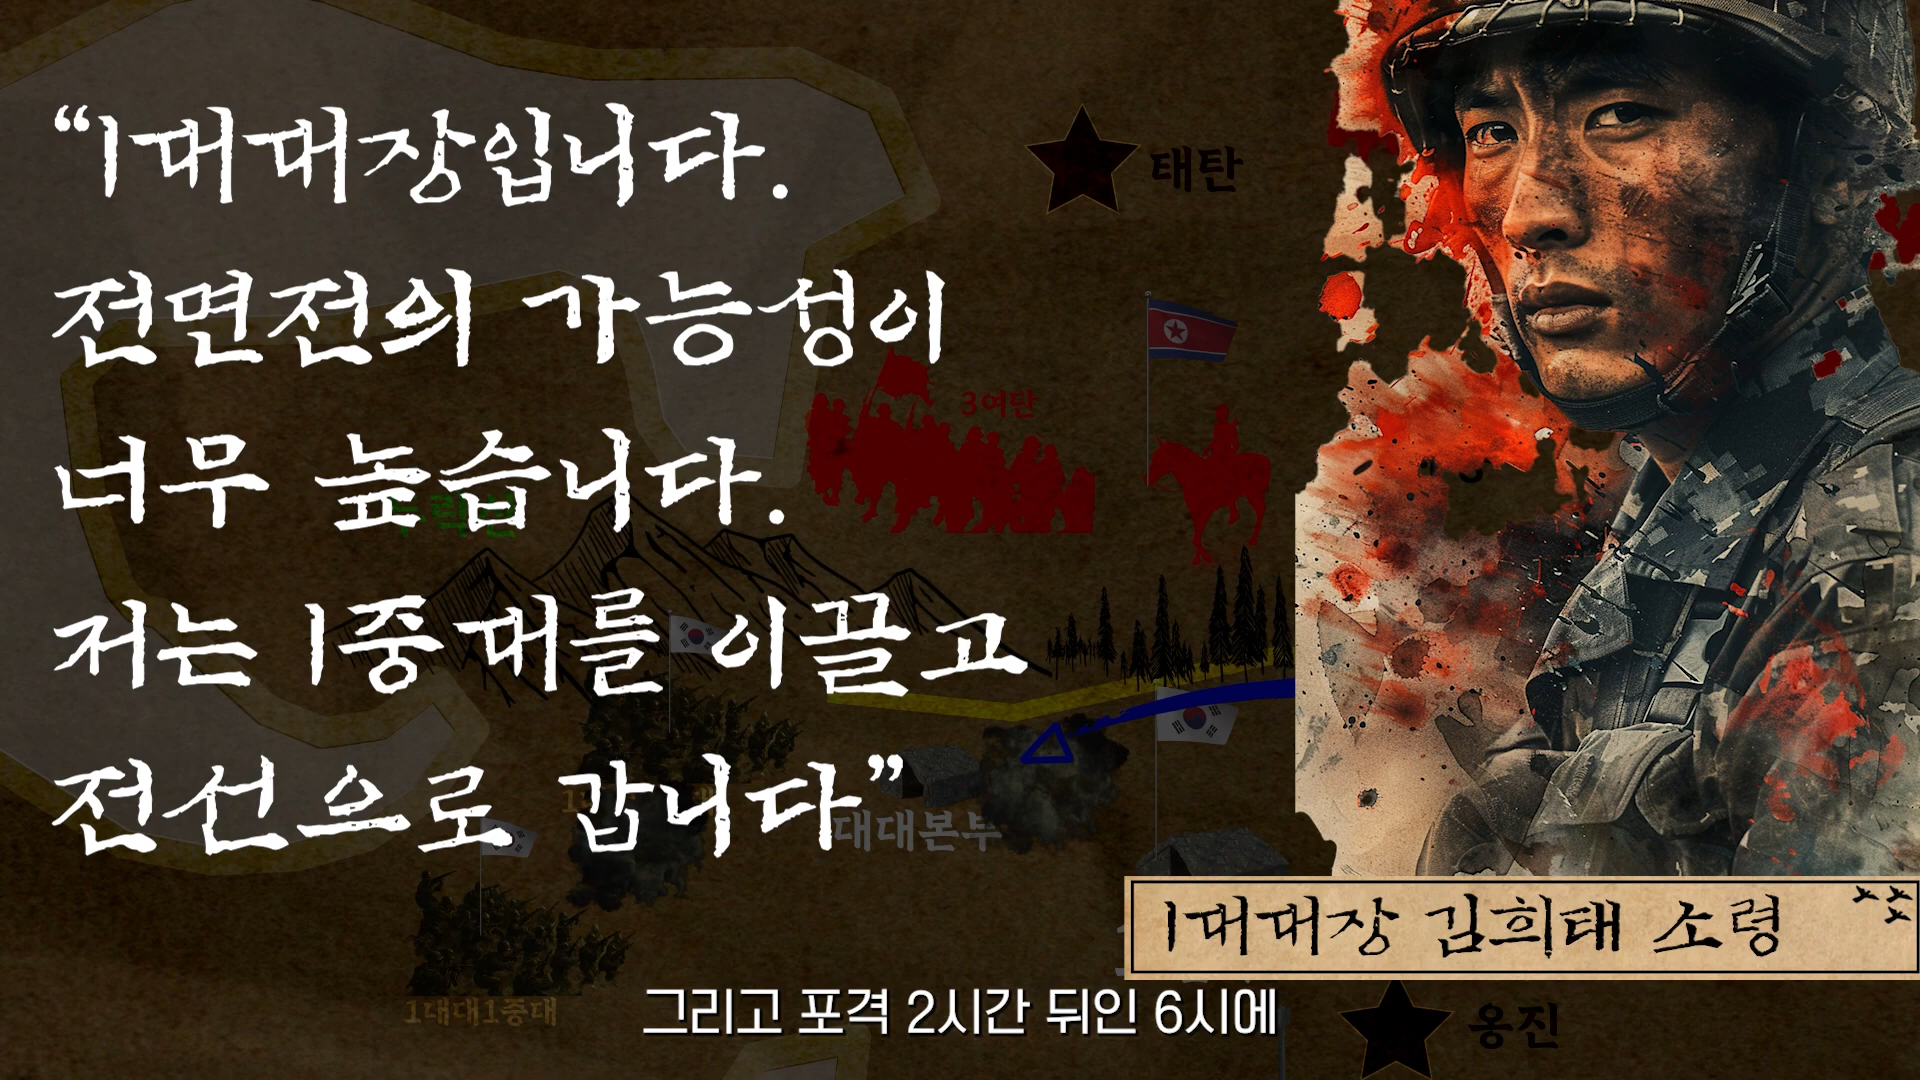 “1대대장입니다.
전면전의 가능성이
너무 높습니다.
저는 1중대를 이끌고
전선으로 갑니다”
태탄
3여단
대대본부
1대대1중대
1대대장 김희태 소령
옹진
그리고 포격 2시간 뒤인 6시에